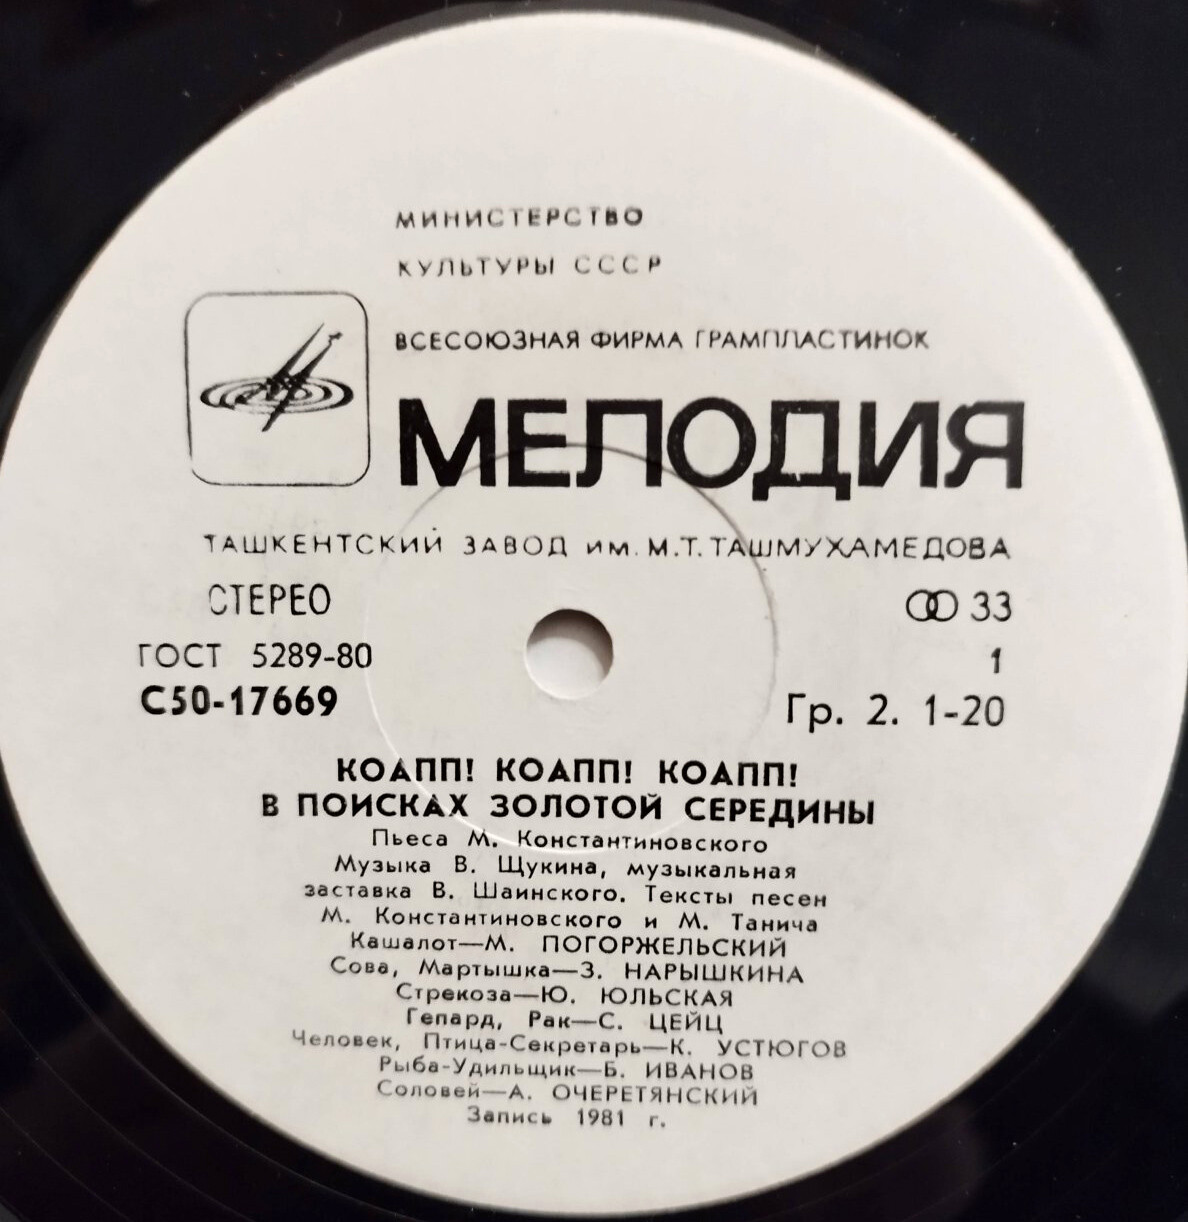 МИНИСТЕРСТВО
КУЛЬТУРЫ СССР
ВСЕСОЮЗНАЯ ФИРМА ГРАМПЛАСТИНОК
МЕЛОДИЯ
ТАШКЕНТСКИЙ ЗАВОД им. М.Т. ТАШМУХАМЕДОВА
СТЕРЕО
33
ГОСТ 5289-80
1
С50-17669
Гр. 2. 1-20
КОАПП! КОАПП! КОАПП!
В ПОИСКАХ ЗОЛОТОЙ СЕРЕДИНЫ
Пьеса М. Константиновского
Музыка В. Щукина, музыкальная
заставка В. Шаинского. Тексты песен
М. Константиновского и М. Танича
Кашалот—М. ПОГОРЖЕЛЬСКИЙ
Сова, Мартышка—З. НАРЫШКИНА
Стрекоза—Ю. ЮЛЬСКАЯ
Гепард, Рак—С. ЦЕЙЦ
Человек, Птица-Секретарь—К. УСТЮГОВ
Рыба-Удильщик—Б. ИВАНОВ
Соловей—А. ОЧЕРЕТЯНСКИЙ
Запись 1981 г.